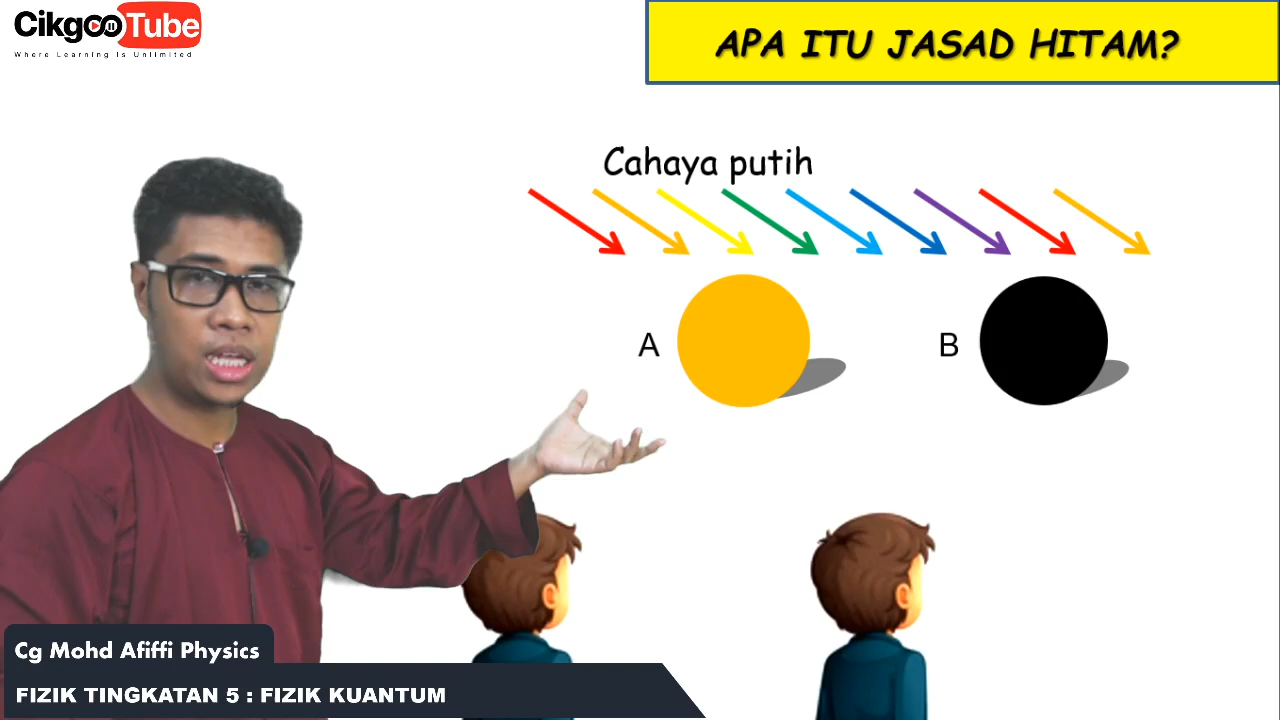 CikgooTube
Where Learning Is Unlimited
APA ITU JASAD HITAM?
Cahaya putih
A
B
Cg Mohd Afiffi Physics
FIZIK TINGKATAN 5 : FIZIK KUANTUM